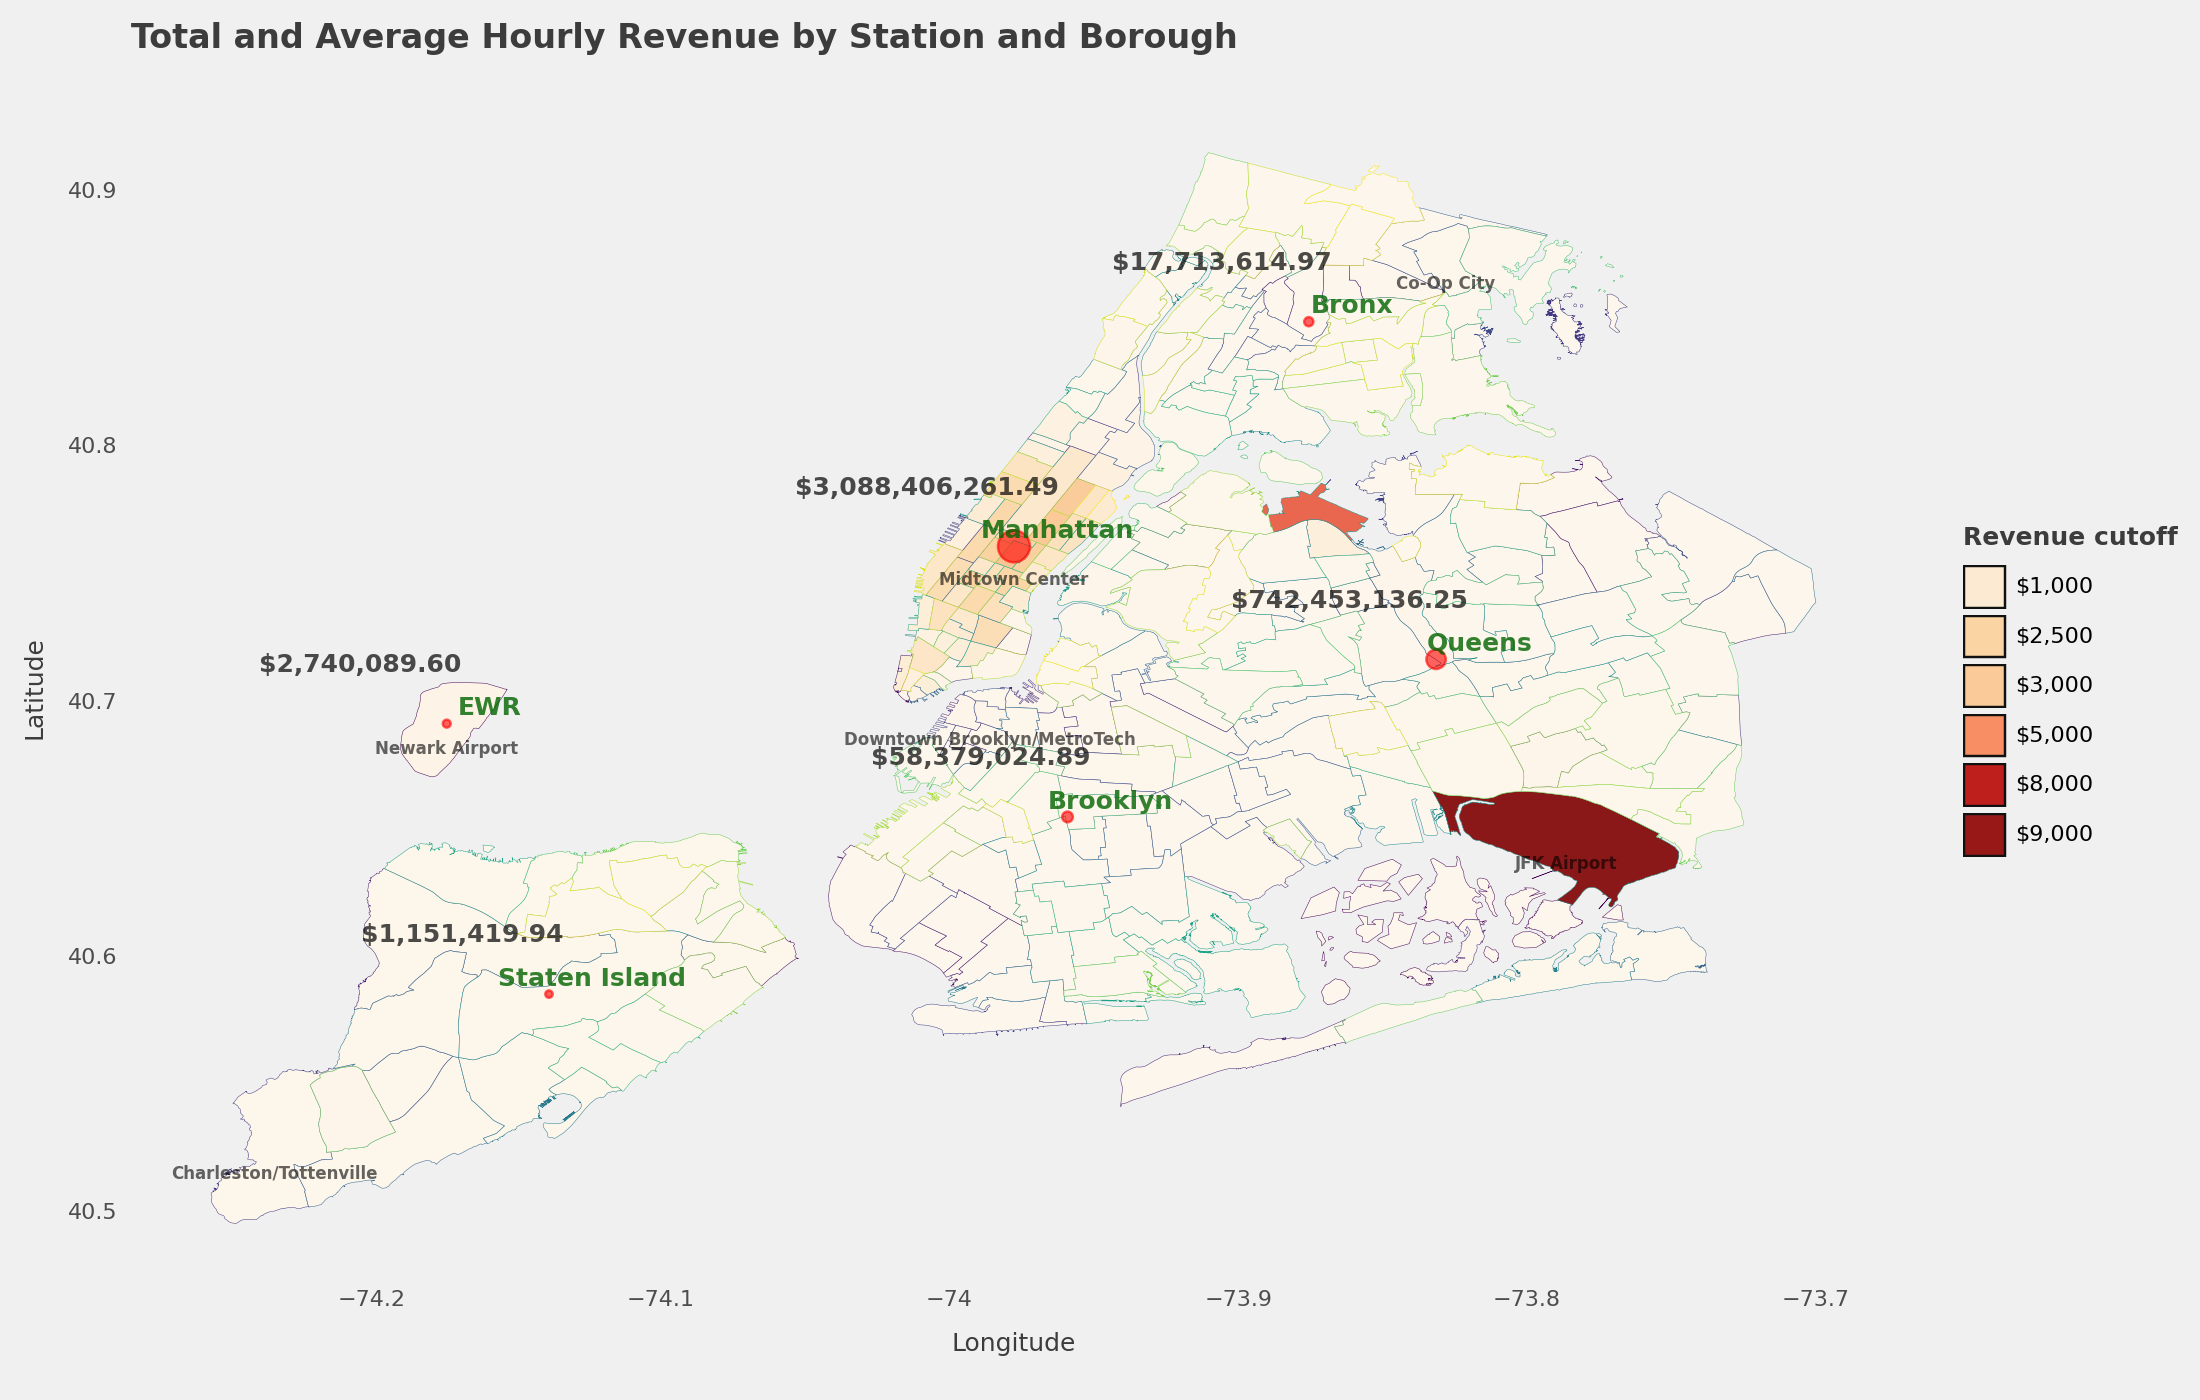 Total and Average Hourly Revenue by Station and Borough
40.9
$17,713,614.97
Co-Op City
Bronx
40.8
$3,088,406,261.49
Manhattan
Revenue cutoff
Midtown Center
$1,000
$742,453,136.25
$2,500
Queens
$2,740,089.60
$3,000
Latitude
40.7
EWR
$5,000
Newark Airport
Downtown Brooklyn/MetroTech
$58,379,024.89
$8,000
Brooklyn
$9,000
JFK Airport
$1,151,419.94
40.6
Staten Island
Charleston/Tottenville
40.5
−74.2
−74.1
−74
−73.9
−73.8
−73.7
Longitude